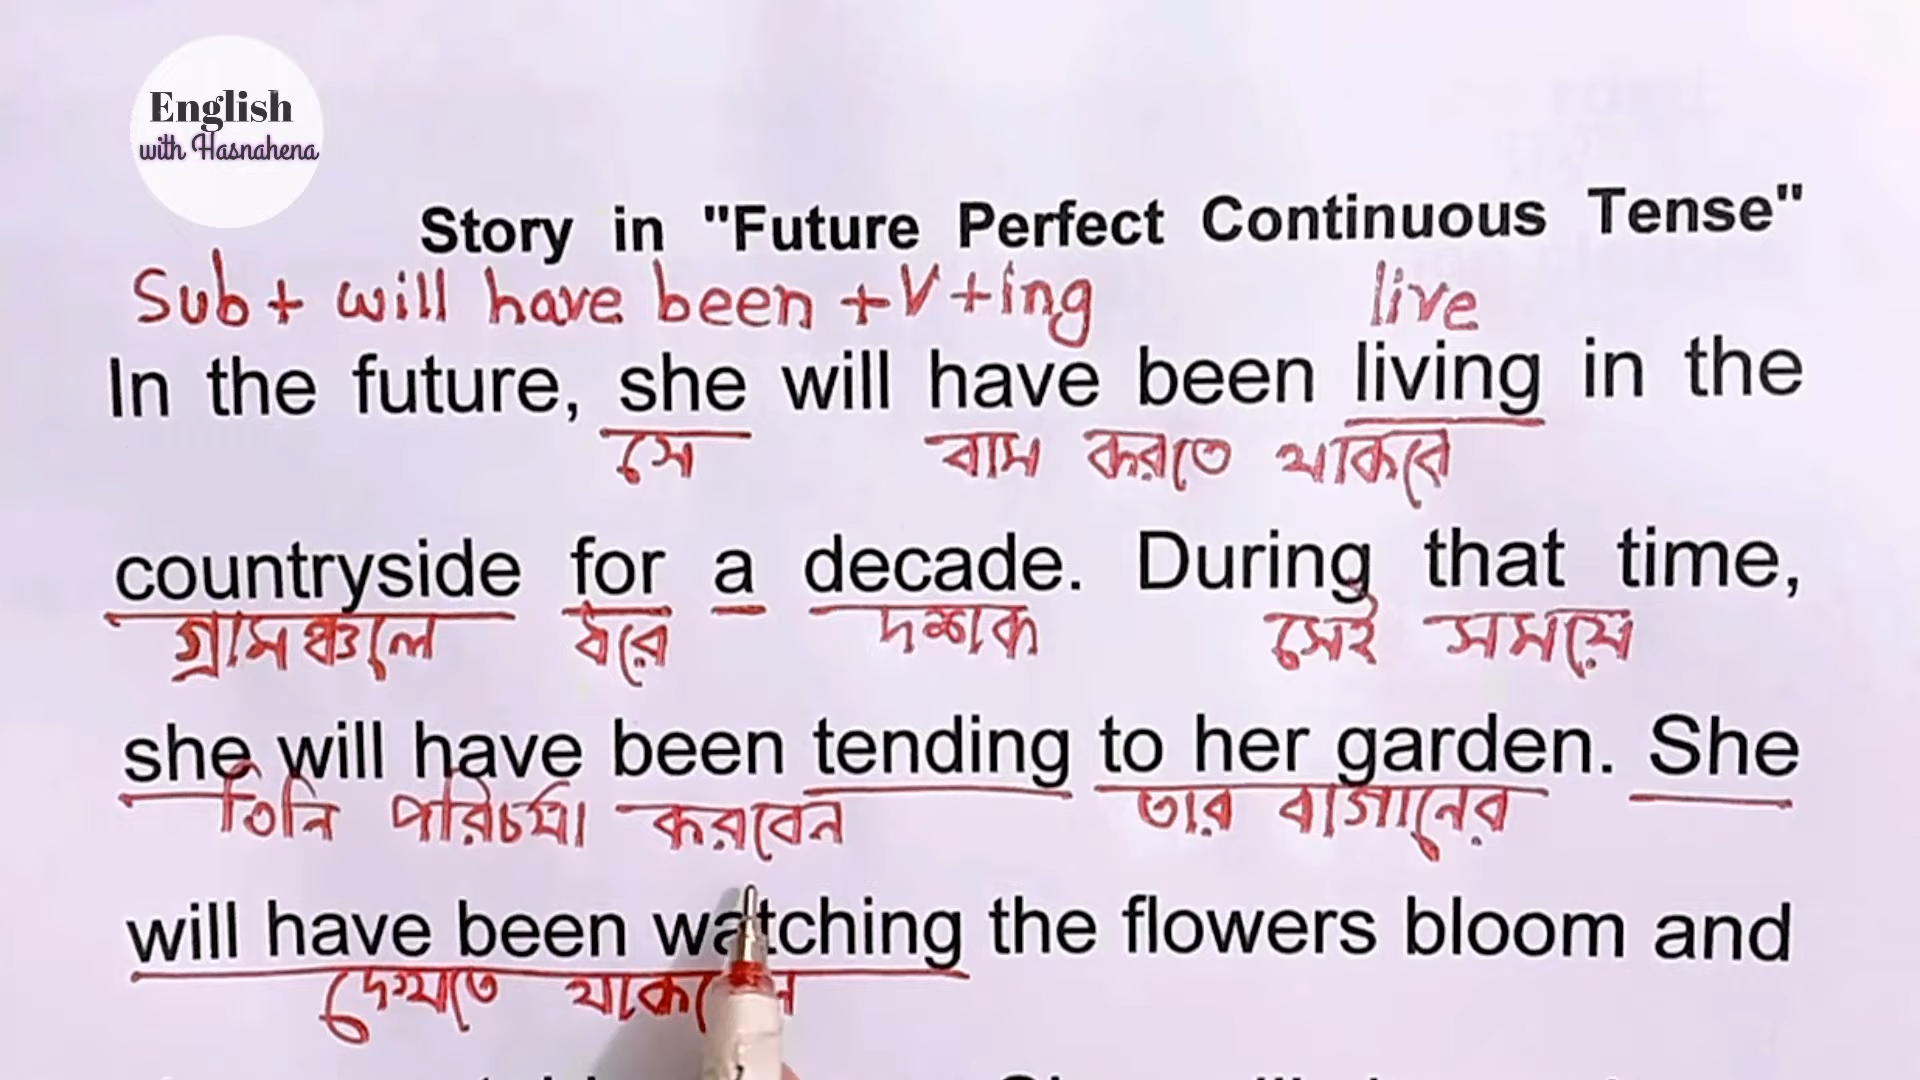 English
with Hasnahena
Story in "Future Perfect Continuous Tense"
Sub + will have been + V + ing live
In the future, she will have been living in the
সে বাস করতে থাকবে
countryside for a decade. During that time,
গ্রামঞ্চলে ধরে দশক সেই সময়ে
she will have been tending to her garden. She
তিনি পরিচর্যা করবেন তার বাগানের
will have been watching the flowers bloom and
দেখতে